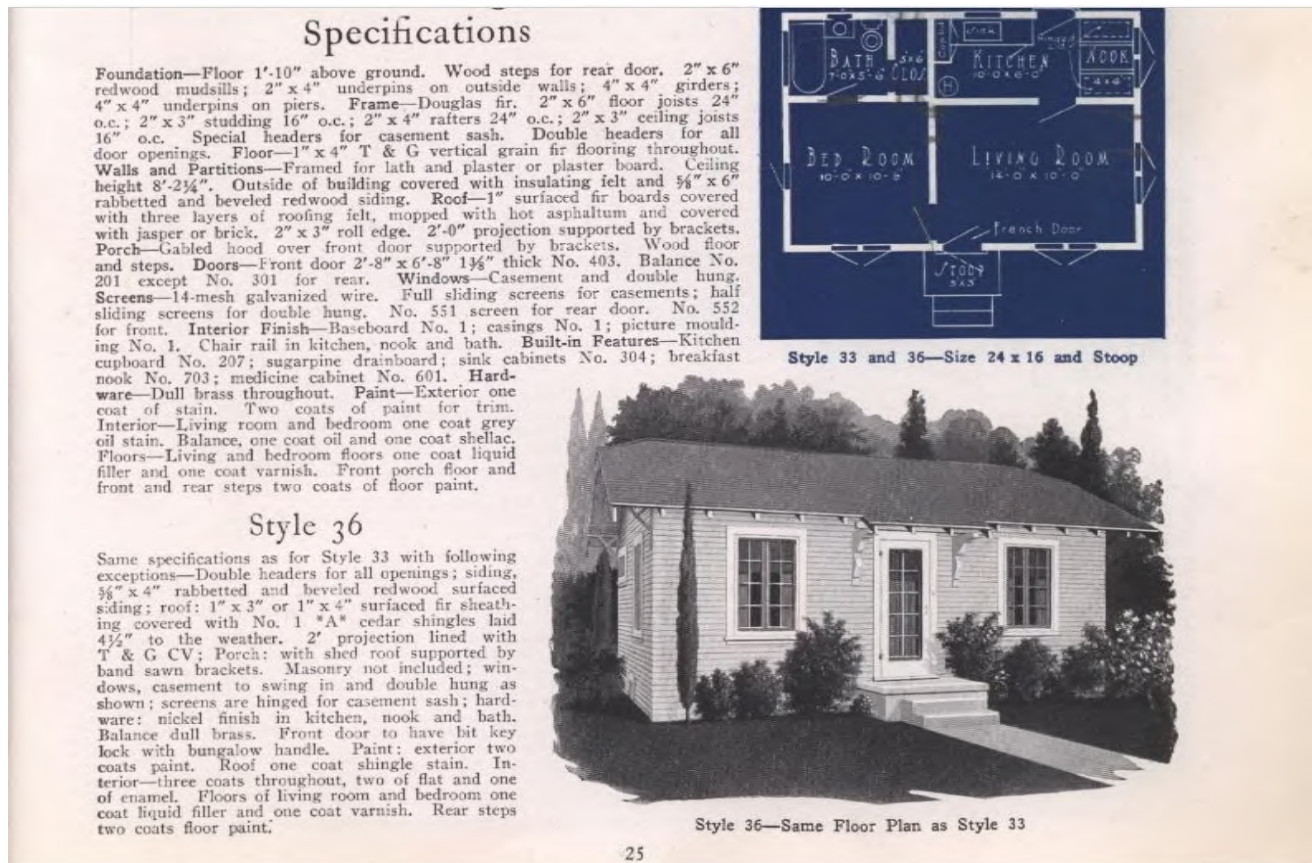 Specifications
Foundation—Floor 1'-10" above ground. Wood steps for rear door. 2" x 6"
redwood mudsills; 2" x 4" underpins on outside walls; 4" x 4" girders;
4" x 4" underpins on piers. Frame—Douglas fir. 2" x 6" floor joists 24"
o.c.; 2" x 3" studding 16" o.c.; 2" x 4" rafters 24" o.c.; 2" x 3" ceiling joists
16" o.c. Special headers for casement sash. Double headers for all
door openings. Floor—1" x 4" T & G vertical grain fir flooring throughout.
Walls and Partitions—Framed for lath and plaster or plaster board. Ceiling
height 8'-2¼". Outside of building covered with insulating felt and ⅝" x 6"
rabbetted and beveled redwood siding. Roof—1" surfaced fir boards covered
with three layers of roofing felt, mopped with hot asphaltum and covered
with jasper or brick. 2" x 3" roll edge. 2'-0" projection supported by brackets.
Porch—Gabled hood over front door supported by brackets. Wood floor
and steps. Doors—Front door 2'-8" x 6'-8" 1⅜" thick No. 403. Balance No.
201 except No. 301 for rear. Windows—Casement and double hung.
Screens—14-mesh galvanized wire. Full sliding screens for casements; half
sliding screens for double hung. No. 551 screen for rear door. No. 552
for front. Interior Finish—Baseboard No. 1; casings No. 1; picture mould-
ing No. 1. Chair rail in kitchen, nook and bath. Built-in Features—Kitchen
cupboard No. 207; sugarpine drainboard; sink cabinets No. 304; breakfast
nook No. 703; medicine cabinet No. 601. Hard-
ware—Dull brass throughout. Paint—Exterior one
coat of stain. Two coats of paint for trim.
Interior—Living room and bedroom one coat grey
oil stain. Balance, one coat oil and one coat shellac.
Floors—Living and bedroom floors one coat liquid
filler and one coat varnish. Front porch floor and
front and rear steps two coats of floor paint.
Style 36
Same specifications as for Style 33 with following
exceptions—Double headers for all openings; siding,
⅝" x 4" rabbetted and beveled redwood surfaced
siding; roof: 1" x 3" or 1" x 4" surfaced fir sheath-
ing covered with No. 1 *A* cedar shingles laid
4½" to the weather. 2' projection lined with
T & G CV; Porch: with shed roof supported by
band sawn brackets. Masonry not included; win-
dows, casement to swing in and double hung as
shown; screens are hinged for casement sash; hard-
ware: nickel finish in kitchen, nook and bath.
Balance dull brass. Front door to have bit key
lock with bungalow handle. Paint: exterior two
coats paint. Roof one coat shingle stain. In-
terior—three coats throughout, two of flat and one
of enamel. Floors of living room and bedroom one
coat liquid filler and one coat varnish. Rear steps
two coats floor paint.
BATH
7-0 x 5-6
3x6
CLOS
Sink
KITCHEN
10-0 x 6-0
H
NOOK
BED ROOM
10-0 x 10-6
LIVING ROOM
14-0 x 10-0
French Door
STOOP
5x3
Style 33 and 36—Size 24 x 16 and Stoop
Style 36—Same Floor Plan as Style 33
25